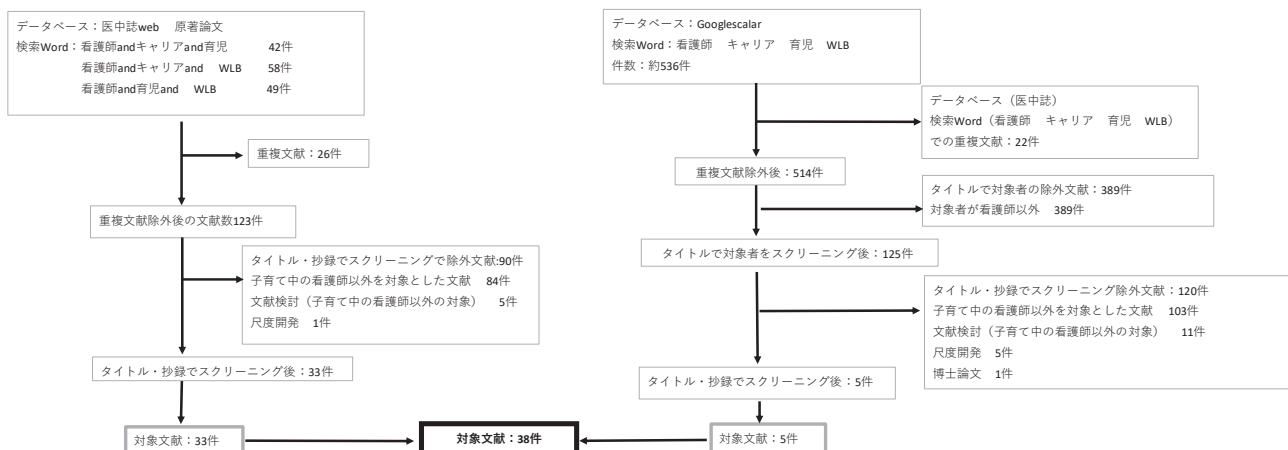 データベース：医中誌web　原著論文
検索Word：看護師andキャリアand育児　42件
看護師andキャリアand　WLB　58件
看護師and育児and　WLB　49件
重複文献：26件
重複文献除外後の文献数123件
タイトル・抄録でスクリーニングで除外文献:90件
子育て中の看護師以外を対象とした文献　84件
文献検討（子育て中の看護師以外の対象）　5件
尺度開発　1件
タイトル・抄録でスクリーニング後：33件
対象文献：33件
対象文献：38件
データベース：Googlescalar
検索Word：看護師　キャリア　育児　WLB
件数：約536件
データベース（医中誌）
検索Word（看護師　キャリア　育児　WLB）
での重複文献：22件
重複文献除外後：514件
タイトルで対象者の除外文献：389件
対象者が看護師以外　389件
タイトルで対象者をスクリーニング後：125件
タイトル・抄録でスクリーニング除外文献：120件
子育て中の看護師以外を対象とした文献　103件
文献検討（子育て中の看護師以外の対象）　11件
尺度開発　5件
博士論文　1件
タイトル・抄録でスクリーニング後：5件
対象文献：5件